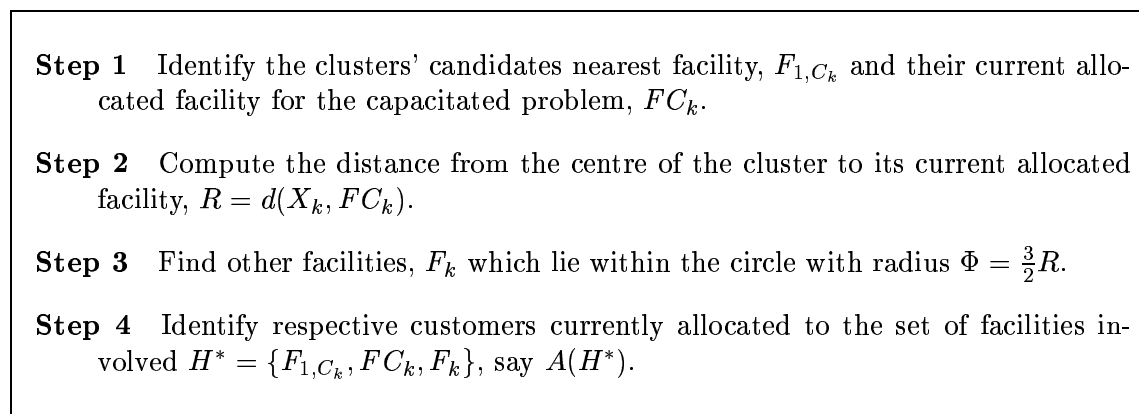 Step 1 Identify the clusters' candidates nearest facility, $F_{1,C_k}$ and their current allo-
cated facility for the capacitated problem, $FC_k$.
Step 2 Compute the distance from the centre of the cluster to its current allocated
facility, $R = d(X_k, FC_k)$.
Step 3 Find other facilities, $F_k$ which lie within the circle with radius $\Phi = \frac{3}{2}R$.
Step 4 Identify respective customers currently allocated to the set of facilities in-
volved $H^* = \{F_{1,C_k}, FC_k, F_k\}$, say $A(H^*)$.